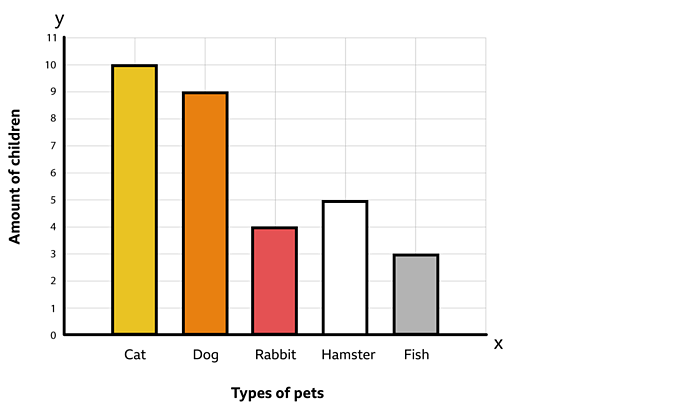 y
11
10
9
8
7
6
5
4
3
2
1
0
Amount of children
x
Cat Dog Rabbit Hamster Fish
Types of pets